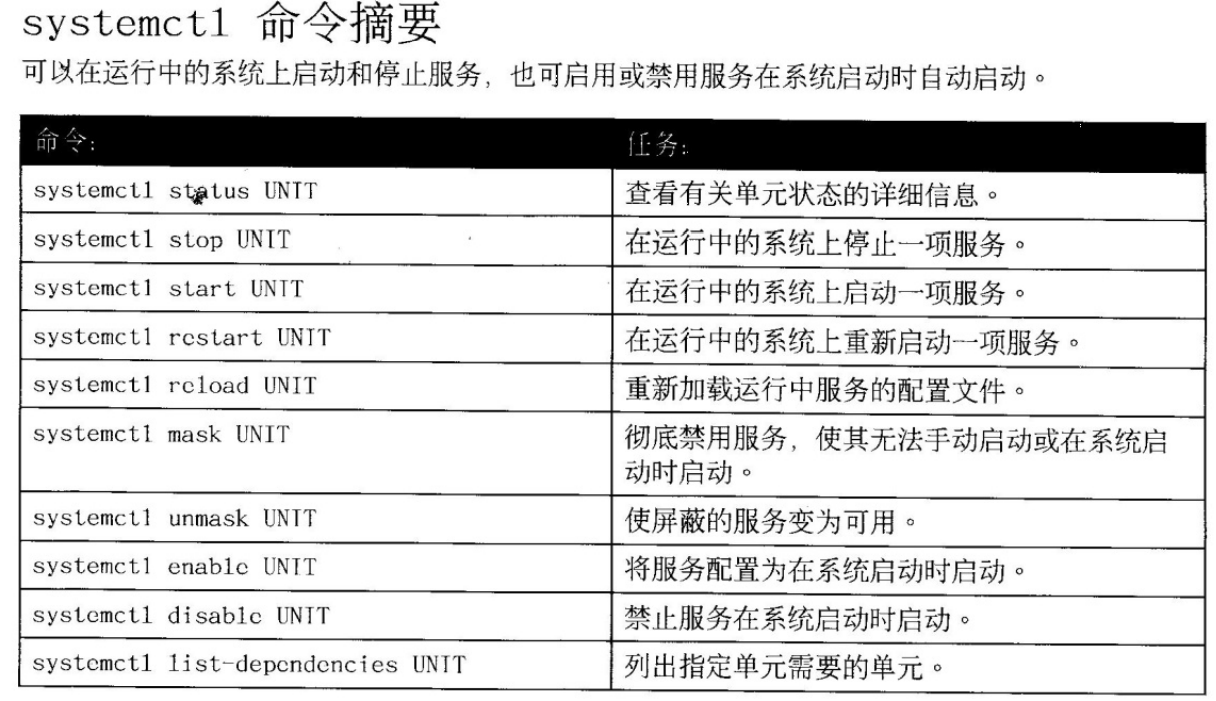 systemctl 命令摘要
可以在运行中的系统上启动和停止服务，也可启用或禁用服务在系统启动时自动启动。
命令： 任务：
systemctl status UNIT 查看有关单元状态的详细信息。
systemctl stop UNIT 在运行中的系统上停止一项服务。
systemctl start UNIT 在运行中的系统上启动一项服务。
systemctl restart UNIT 在运行中的系统上重新启动一项服务。
systemctl reload UNIT 重新加载运行中服务的配置文件。
systemctl mask UNIT 彻底禁用服务，使其无法手动启动或在系统启
动时启动。
systemctl unmask UNIT 使屏蔽的服务变为可用。
systemctl enable UNIT 将服务配置为在系统启动时启动。
systemctl disable UNIT 禁止服务在系统启动时启动。
systemctl list-dependencies UNIT 列出指定单元需要的单元。